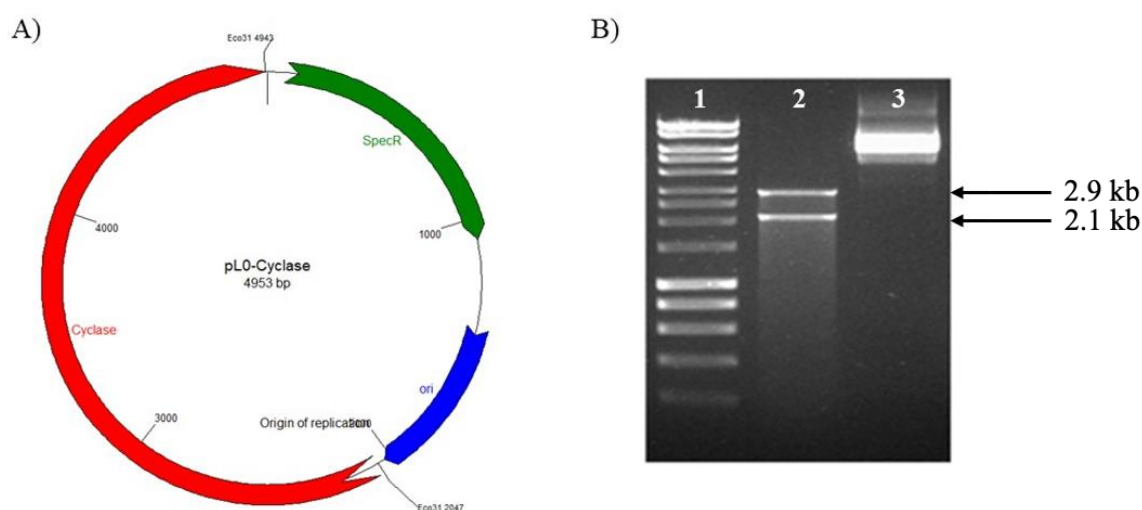 A)
Eco31 4943
SpecR
4000
1000
pL0-Cyclase
4953 bp
Cyclase
ori
3000
Origin of replication
2000
Eco31 2047
B)
1 2 3
2.9 kb
2.1 kb